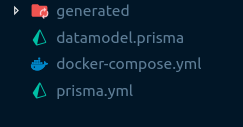 generated
datamodel.prisma
docker-compose.yml
prisma.yml